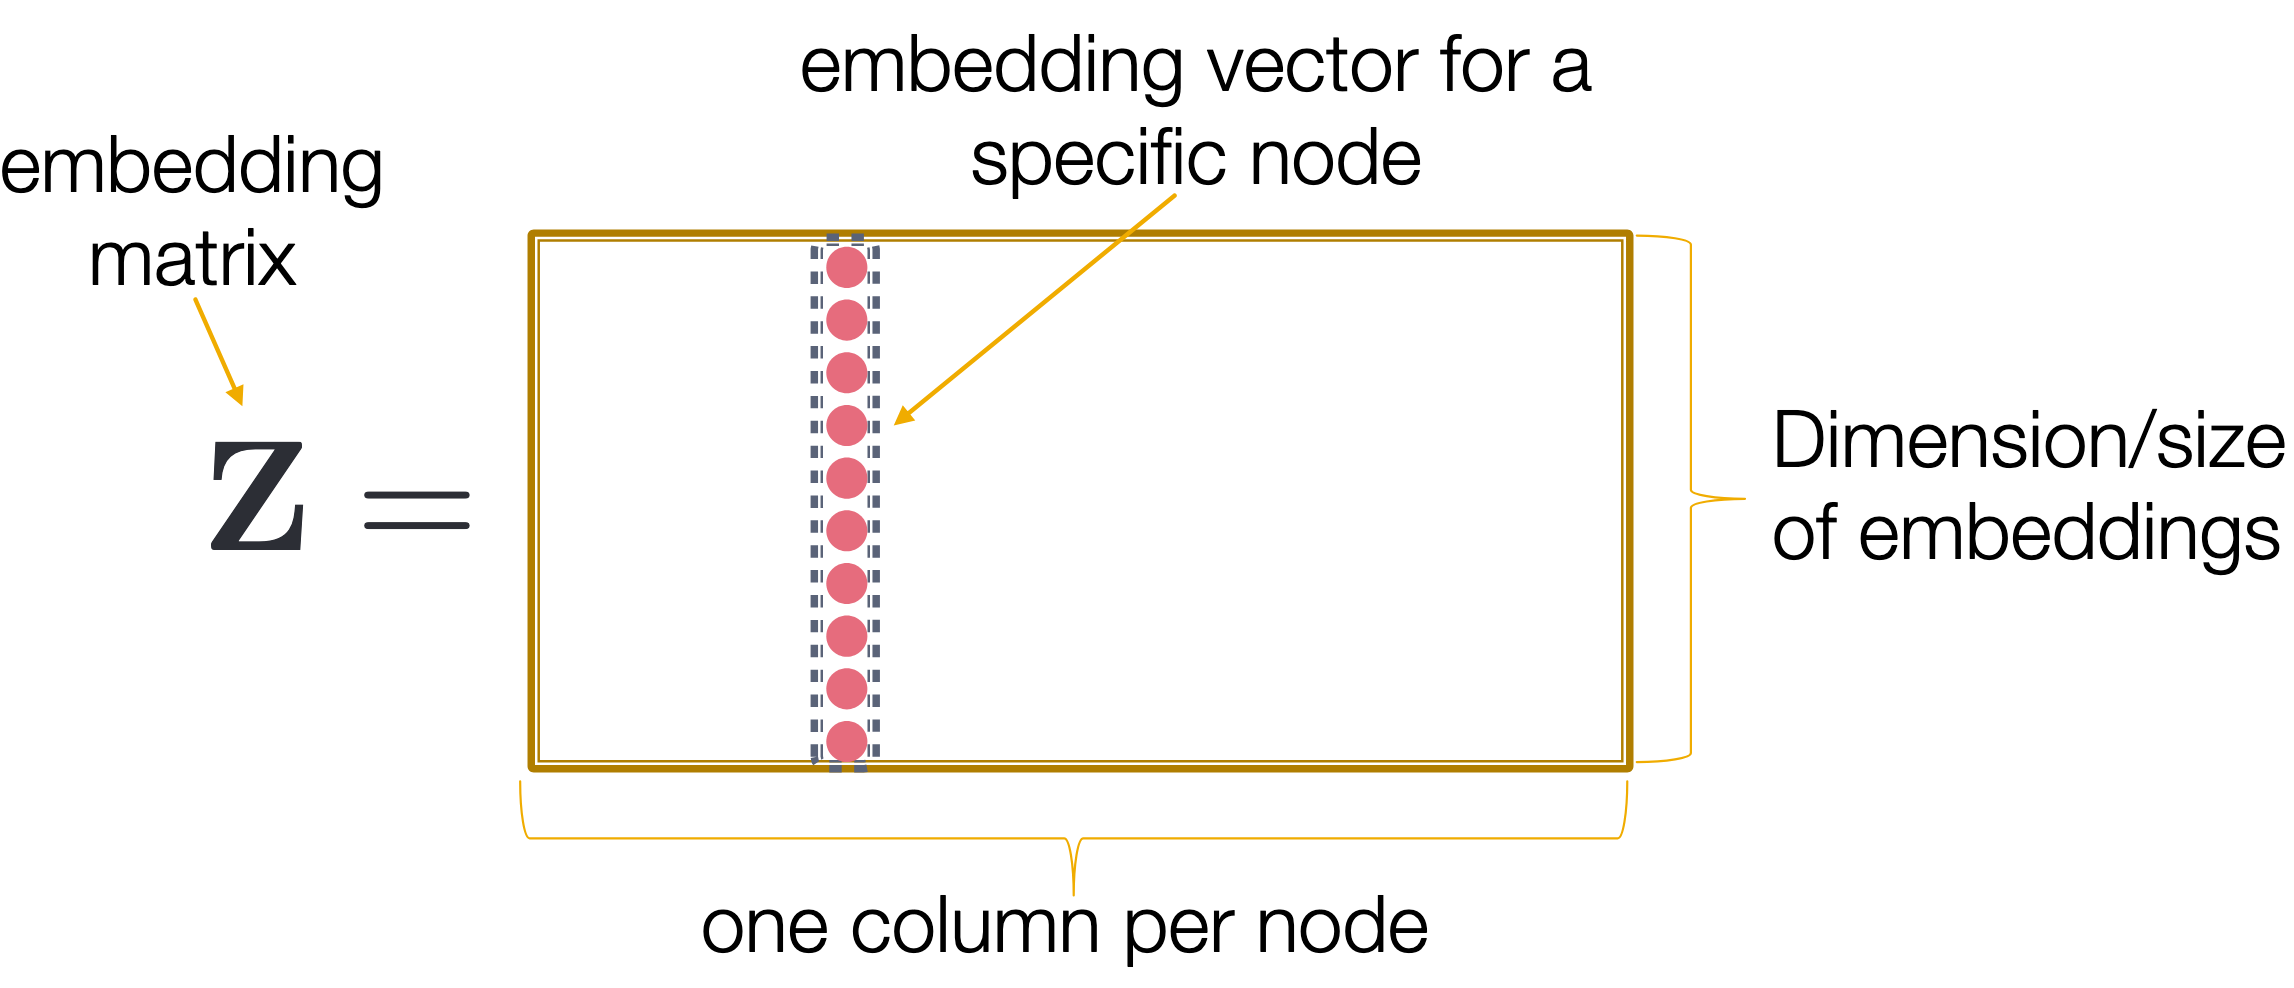 embedding vector for a
specific node
embedding
matrix
Z =
Dimension/size
of embeddings
one column per node